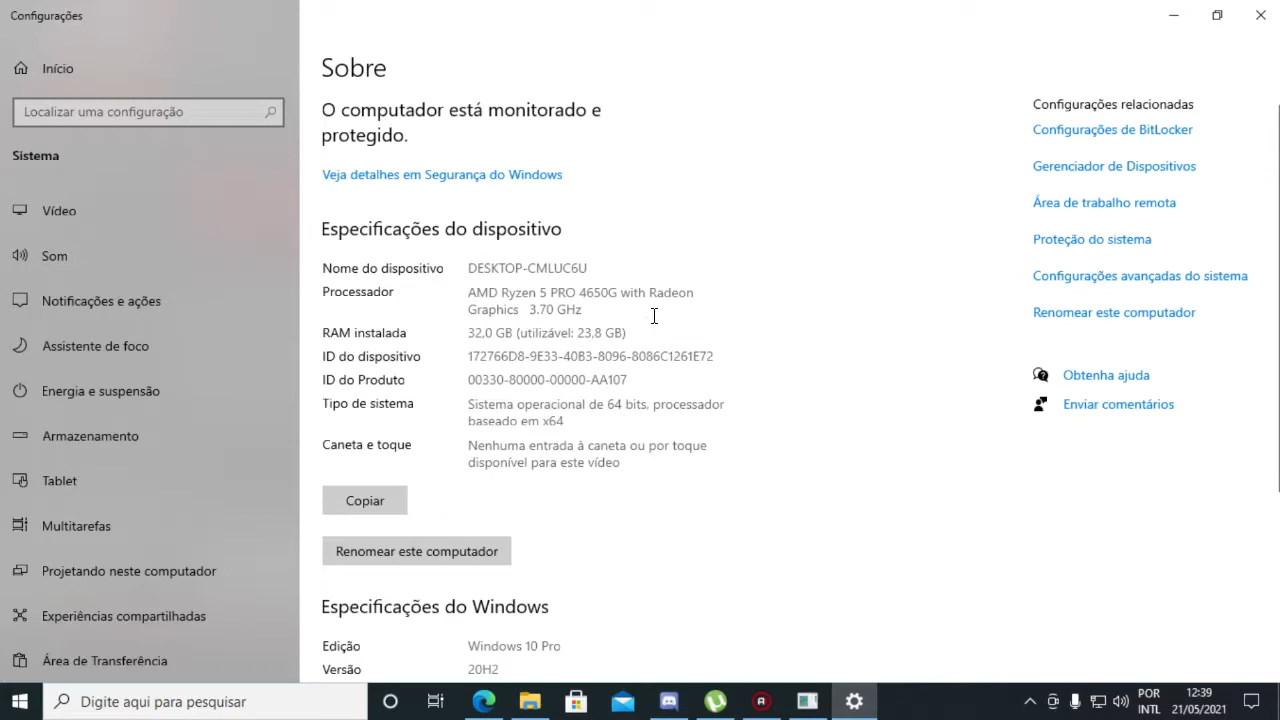 Configurações
Início
Localizar uma configuração
Sistema
Vídeo
Som
Notificações e ações
Assistente de foco
Energia e suspensão
Armazenamento
Tablet
Multitarefas
Projetando neste computador
Experiências compartilhadas
Área de Transferência
Sobre
O computador está monitorado e
protegido.
Veja detalhes em Segurança do Windows
Especificações do dispositivo
Nome do dispositivo DESKTOP-CMLUC6U
Processador AMD Ryzen 5 PRO 4650G with Radeon
Graphics 3.70 GHz
RAM instalada 32,0 GB (utilizável: 23,8 GB)
ID do dispositivo 172766D8-9E33-40B3-8096-8086C1261E72
ID do Produto 00330-80000-00000-AA107
Tipo de sistema Sistema operacional de 64 bits, processador
baseado em x64
Caneta e toque Nenhuma entrada à caneta ou por toque
disponível para este vídeo
Copiar
Renomear este computador
Especificações do Windows
Edição Windows 10 Pro
Versão 20H2
Configurações relacionadas
Configurações de BitLocker
Gerenciador de Dispositivos
Área de trabalho remota
Proteção do sistema
Configurações avançadas do sistema
Renomear este computador
Obtenha ajuda
Enviar comentários
Digite aqui para pesquisar
POR
INTL
12:39
21/05/2021